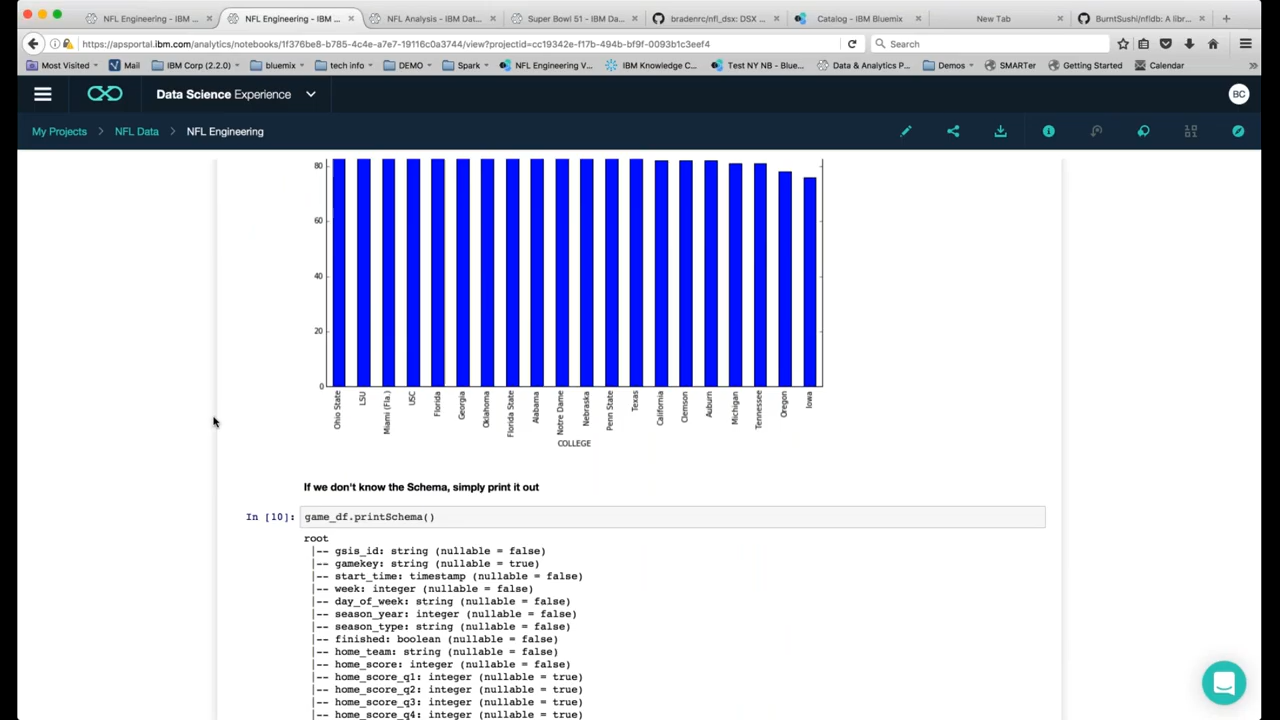 NFL Engineering - IBM ... × NFL Engineering - IBM ... × NFL Analysis - IBM Dat... × Super Bowl 51 - IBM Da... × bradenrc/nfl_dsx: DSX ... × Catalog - IBM Bluemix × New Tab BurntSushi/nfldb: A libr... × +
https://apsportal.ibm.com/analytics/notebooks/1f376be8-b785-4c4e-a7e7-19116c0a3744/view?projectid=cc19342e-f17b-494b-bf9f-0093b1c3eef4 Search
Most Visited Mail IBM Corp (2.2.0) bluemix tech info DEMO Spark NFL Engineering V... IBM Knowledge C... Test NY NB - Blue... Data & Analytics P... Demos SMARTer Getting Started Calendar »
Data Science Experience BC
My Projects > NFL Data > NFL Engineering
80
60
40
20
0
Ohio State LSU Miami (Fla.) USC Florida Georgia Oklahoma Florida State Alabama Notre Dame Nebraska Penn State Texas California Clemson Auburn Michigan Tennessee Oregon Iowa
COLLEGE
If we don't know the Schema, simply print it out
In [10]: game_df.printSchema()
root
|-- gsis_id: string (nullable = false)
|-- gamekey: string (nullable = true)
|-- start_time: timestamp (nullable = false)
|-- week: integer (nullable = false)
|-- day_of_week: string (nullable = false)
|-- season_year: integer (nullable = false)
|-- season_type: string (nullable = false)
|-- finished: boolean (nullable = false)
|-- home_team: string (nullable = false)
|-- home_score: integer (nullable = false)
|-- home_score_q1: integer (nullable = true)
|-- home_score_q2: integer (nullable = true)
|-- home_score_q3: integer (nullable = true)
|-- home_score_q4: integer (nullable = true)